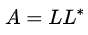 A = LL*